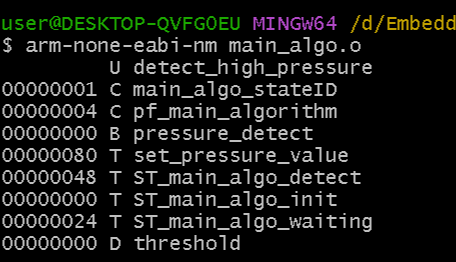 user@DESKTOP-QVFG0EU MINGW64 /d/Embedd
$ arm-none-eabi-nm main_algo.o
         U detect_high_pressure
00000001 C main_algo_stateID
00000004 C pf_main_algorithm
00000000 B pressure_detect
00000080 T set_pressure_value
00000048 T ST_main_algo_detect
00000000 T ST_main_algo_init
00000024 T ST_main_algo_waiting
00000000 D threshold